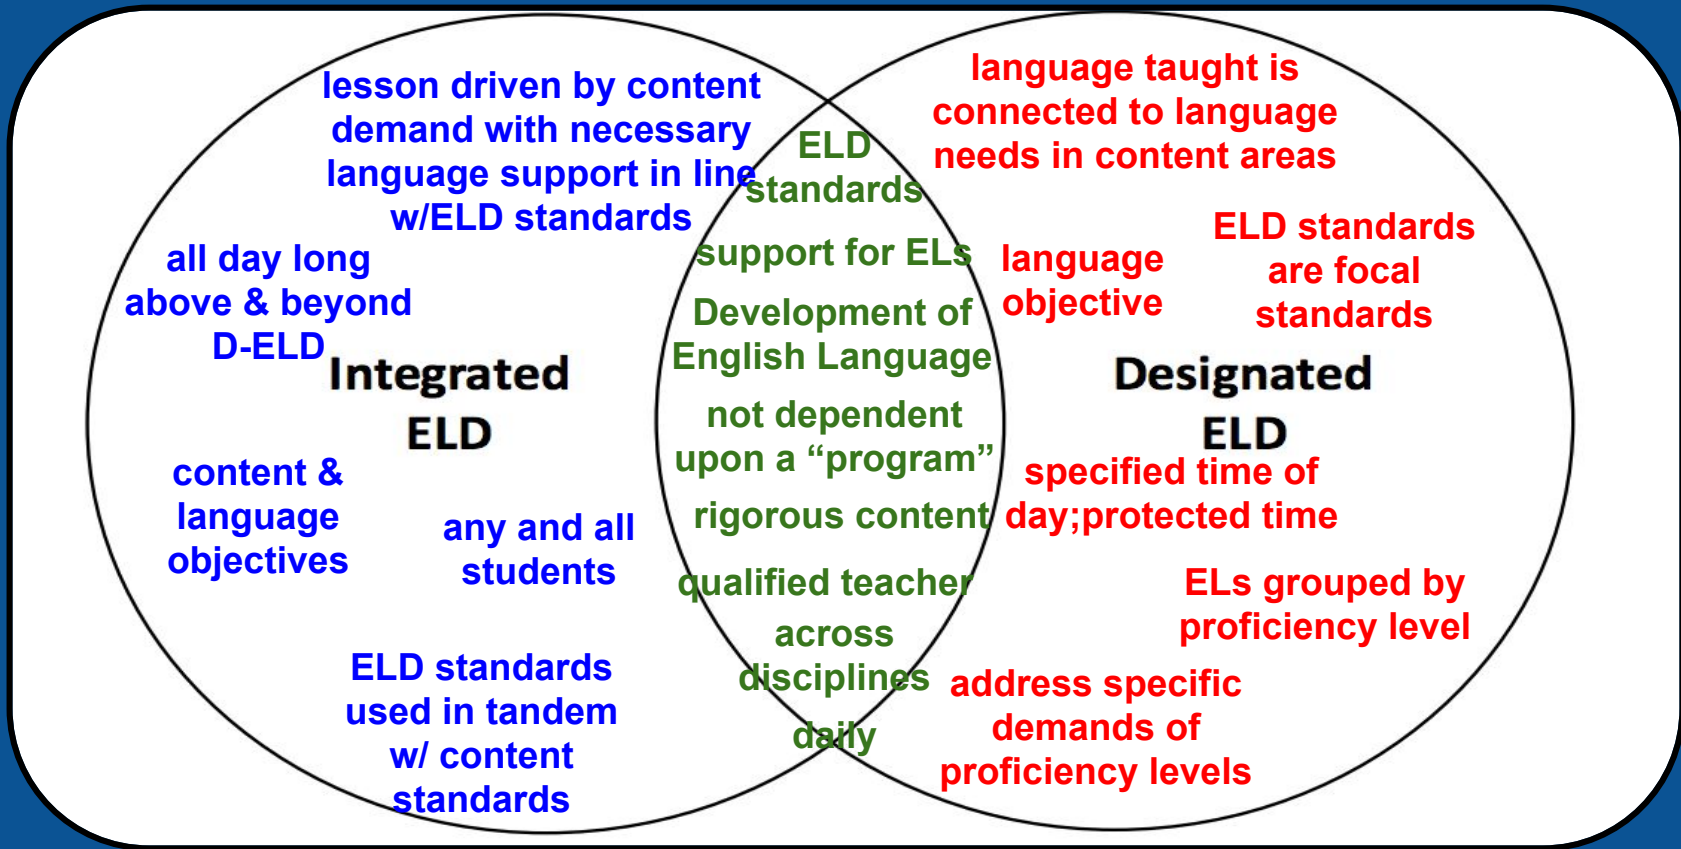 lesson driven by content
demand with necessary
language support in line
w/ELD standards
all day long
above & beyond
D-ELD
Integrated
ELD
content &
language
objectives
any and all
students
ELD standards
used in tandem
w/ content
standards
ELD
standards
support for ELs
Development of
English Language
not dependent
upon a “program”
rigorous content
qualified teacher
across
disciplines
daily
language taught is
connected to language
needs in content areas
language
objective
ELD standards
are focal
standards
Designated
ELD
specified time of
day;protected time
ELs grouped by
proficiency level
address specific
demands of
proficiency levels